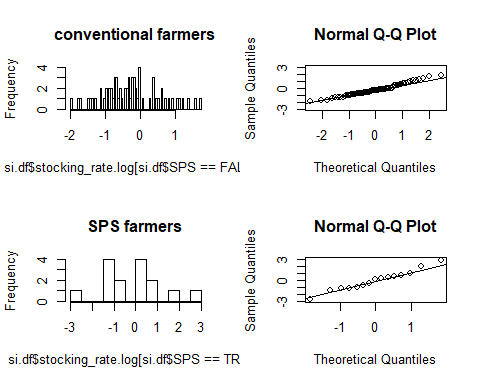 conventional farmers
Frequency
0 2 4
-2 -1 0 1
si.df$stocking_rate.log[si.df$SPS == FAL
Normal Q-Q Plot
Sample Quantiles
-3 0 3
-2 -1 0 1 2
Theoretical Quantiles
SPS farmers
Frequency
0 2 4
-3 -1 0 1 2 3
si.df$stocking_rate.log[si.df$SPS == TR
Normal Q-Q Plot
Sample Quantiles
-3 0 3
-1 0 1
Theoretical Quantiles